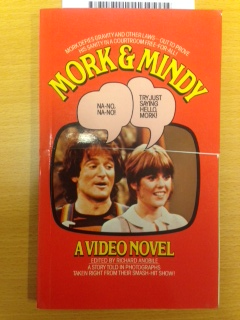 MORK DEFIES GRAVITY AND OTHER LAWS— OUT TO PROVE
HIS SANITY IN A COURTROOM FREE-FOR-ALL!
MORK & MINDY
NA-NO,
NA-NO!
TRY JUST
SAYING
HELLO,
MORK!
A VIDEO NOVEL
EDITED BY RICHARD ANOBILE
A STORY TOLD IN PHOTOGRAPHS
TAKEN RIGHT FROM THEIR SMASH-HIT SHOW!